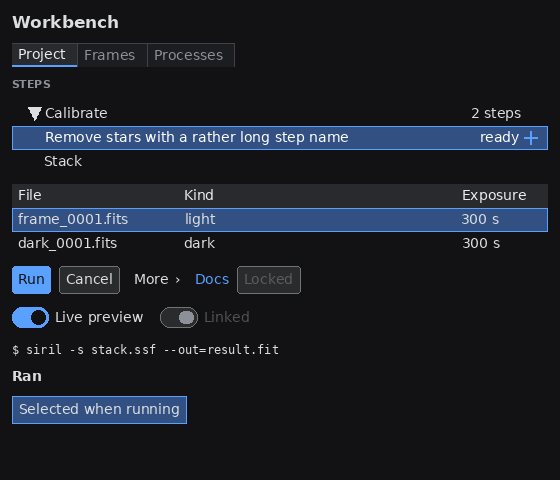 Workbench
Project Frames Processes
STEPS
Calibrate 2 steps
Remove stars with a rather long step name ready
Stack
File Kind Exposure
frame_0001.fits light 300 s
dark_0001.fits dark 300 s
Run Cancel More › Docs Locked
Live preview Linked
$ siril -s stack.ssf --out=result.fit
Ran
Selected when running